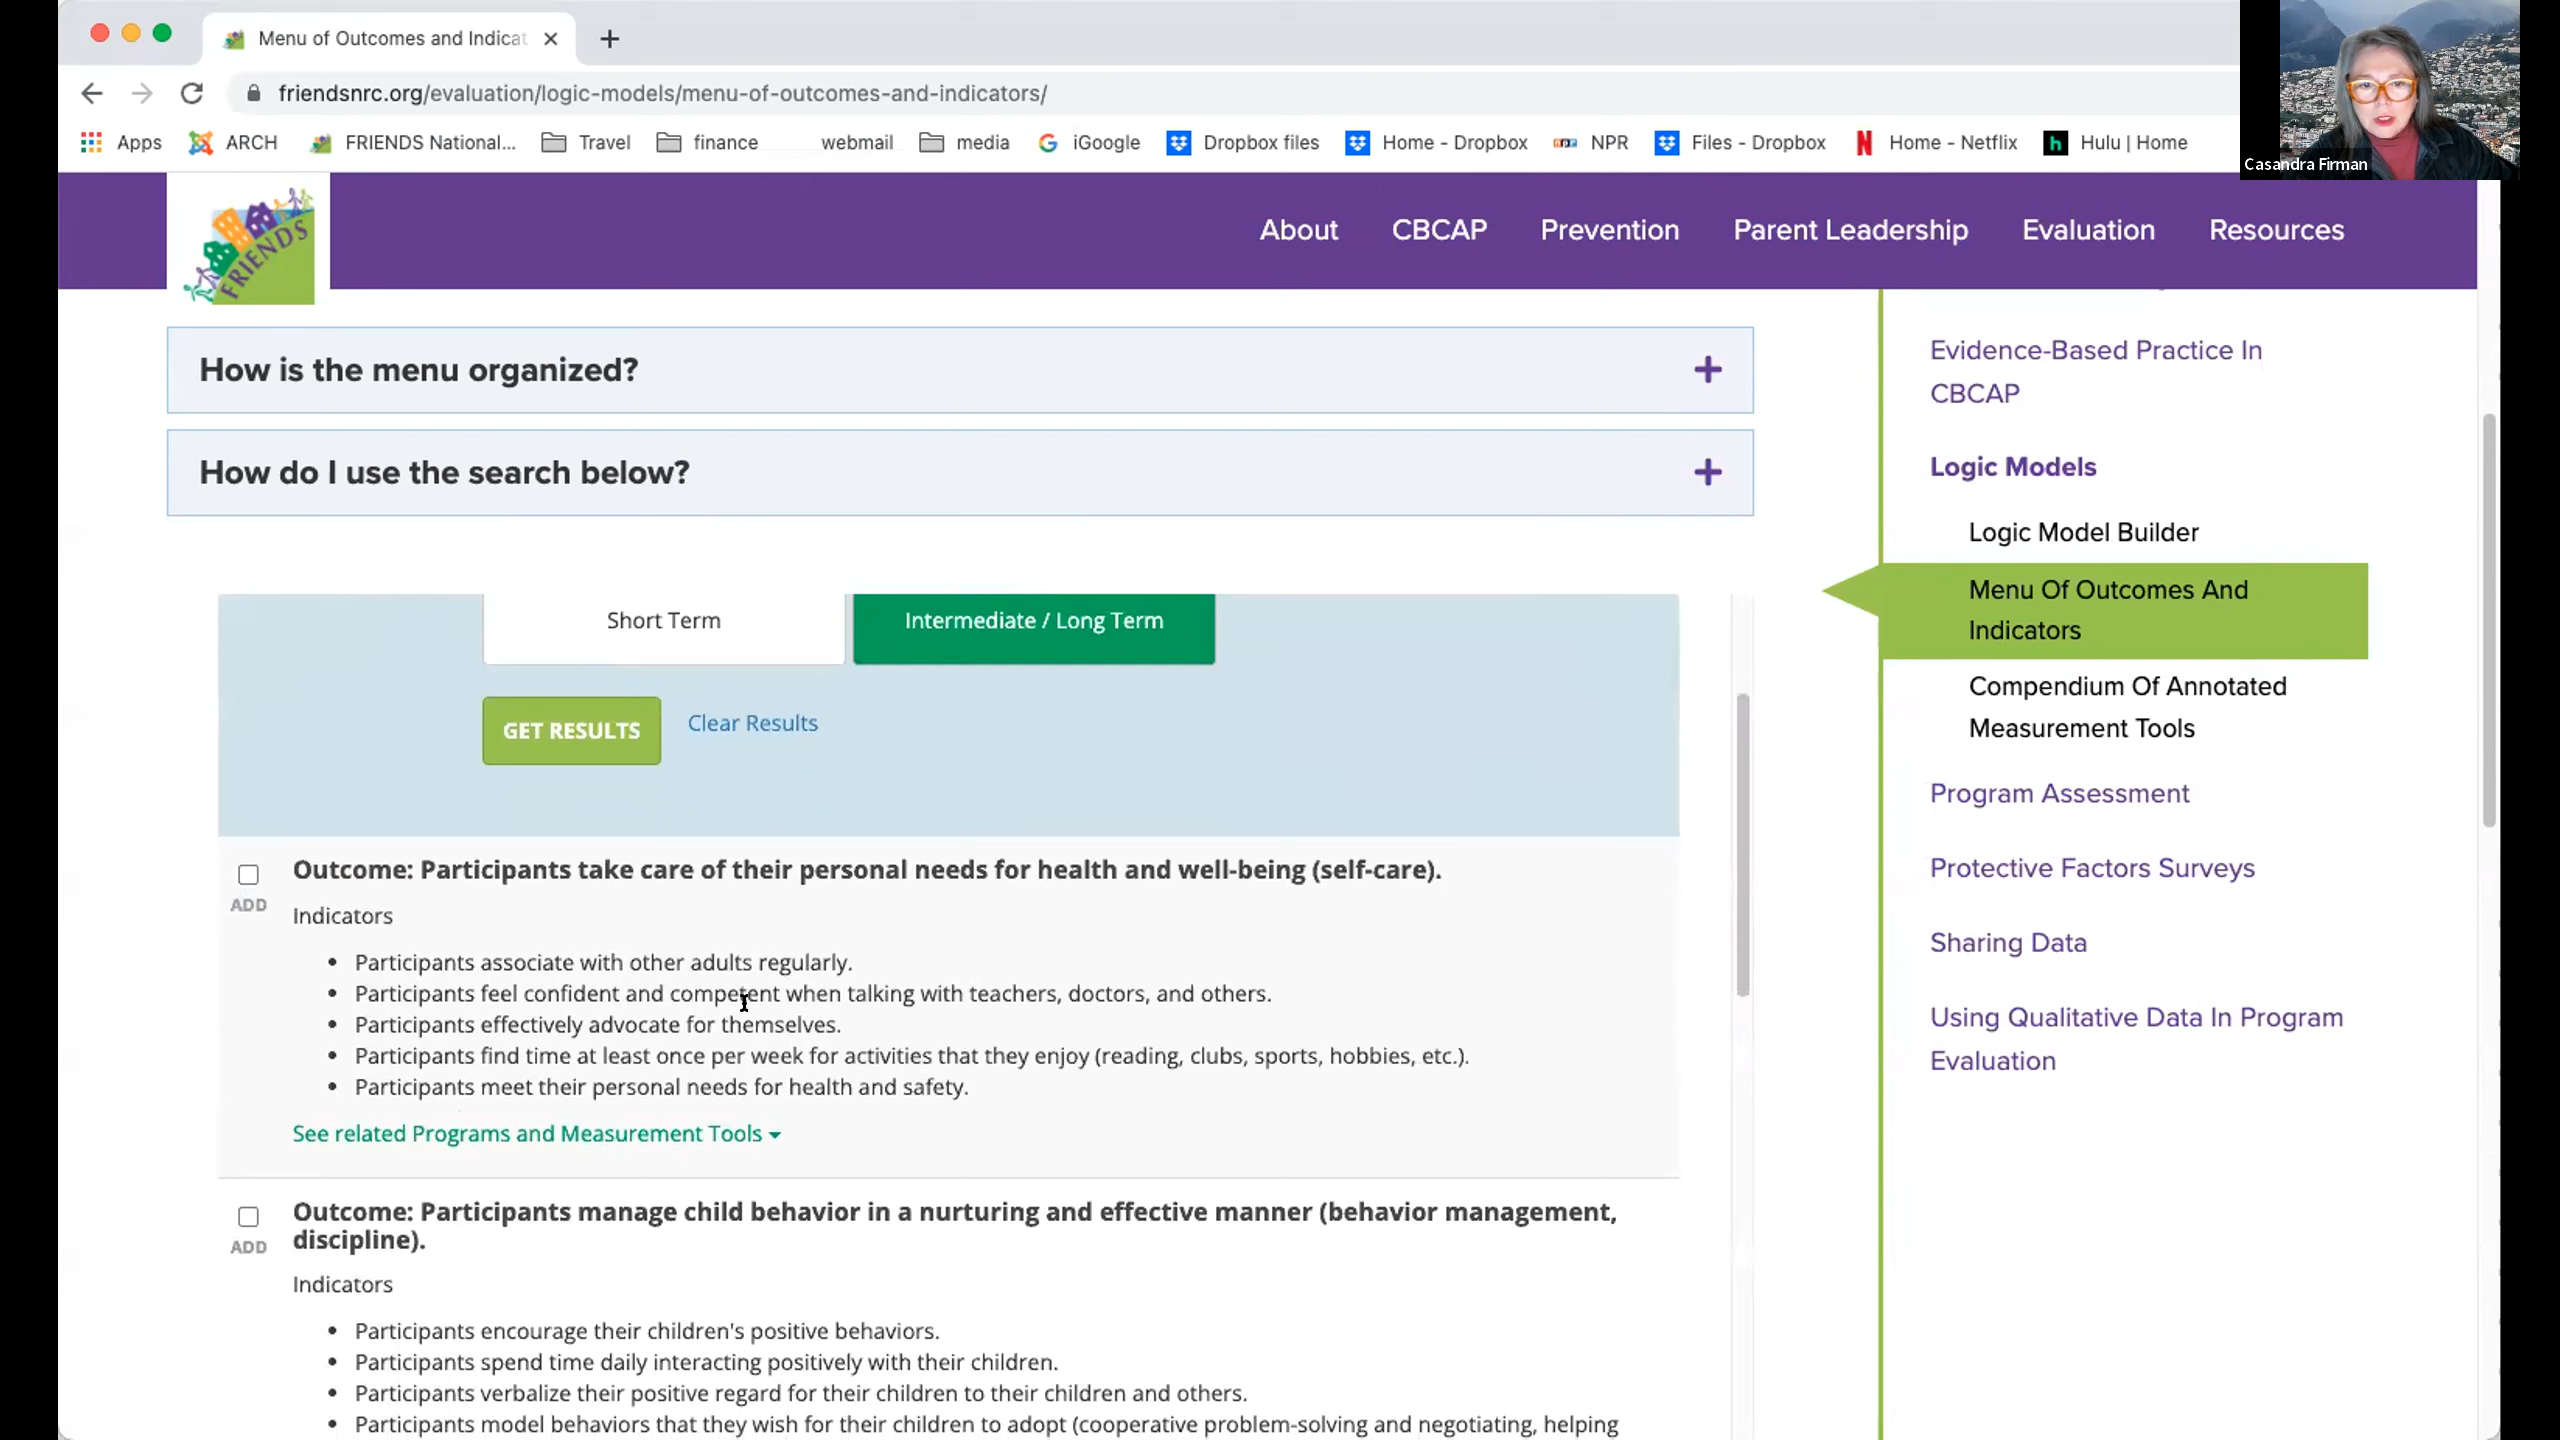 Menu of Outcomes and Indicat
friendsnrc.org/evaluation/logic-models/menu-of-outcomes-and-indicators/
Apps ARCH FRIENDS National... Travel finance webmail media iGoogle Dropbox files Home - Dropbox NPR Files - Dropbox Home - Netflix Hulu | Home
Casandra Firman
FRIENDS
About CBCAP Prevention Parent Leadership Evaluation Resources
How is the menu organized?
How do I use the search below?
Short Term
Intermediate / Long Term
GET RESULTS
Clear Results
ADD
Outcome: Participants take care of their personal needs for health and well-being (self-care).
Indicators
• Participants associate with other adults regularly.
• Participants feel confident and competent when talking with teachers, doctors, and others.
• Participants effectively advocate for themselves.
• Participants find time at least once per week for activities that they enjoy (reading, clubs, sports, hobbies, etc.).
• Participants meet their personal needs for health and safety.
See related Programs and Measurement Tools
ADD
Outcome: Participants manage child behavior in a nurturing and effective manner (behavior management,
discipline).
Indicators
• Participants encourage their children's positive behaviors.
• Participants spend time daily interacting positively with their children.
• Participants verbalize their positive regard for their children to their children and others.
• Participants model behaviors that they wish for their children to adopt (cooperative problem-solving and negotiating, helping
Evidence-Based Practice In
CBCAP
Logic Models
Logic Model Builder
Menu Of Outcomes And
Indicators
Compendium Of Annotated
Measurement Tools
Program Assessment
Protective Factors Surveys
Sharing Data
Using Qualitative Data In Program
Evaluation